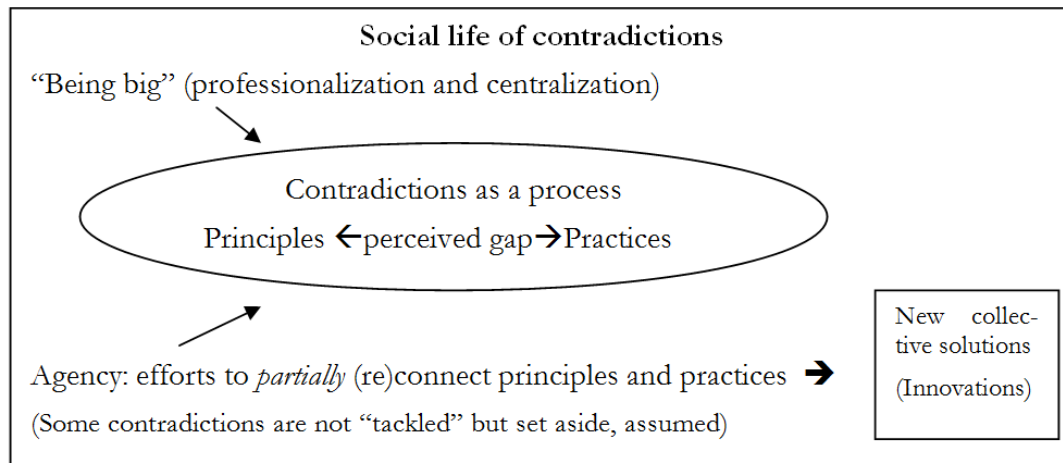 Social life of contradictions
“Being big” (professionalization and centralization)
Contradictions as a process
Principles ←perceived gap→Practices
New collec-
tive solutions
(Innovations)
Agency: efforts to partially (re)connect principles and practices ➔
(Some contradictions are not “tackled” but set aside, assumed)